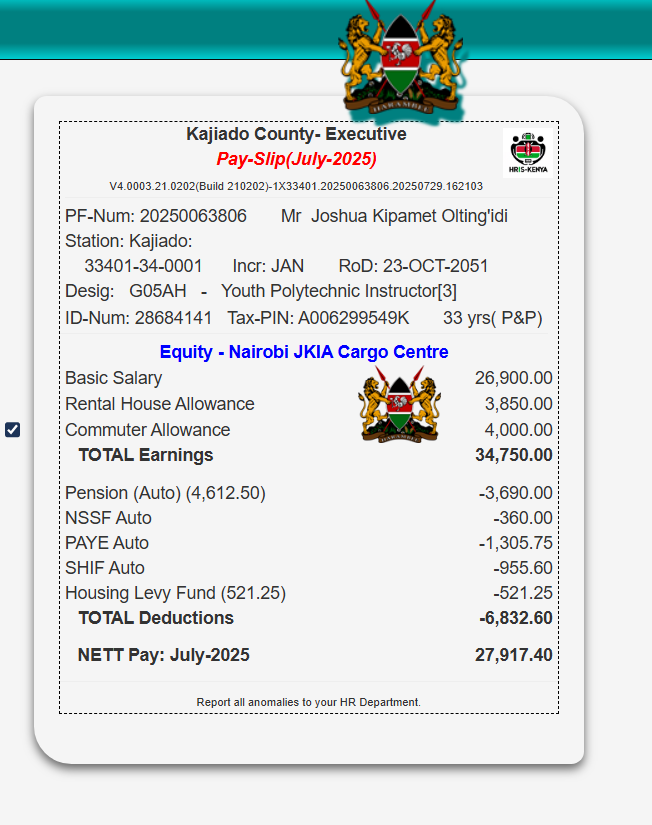 Kajiado County- Executive
Pay-Slip(July-2025)
HRIS-KENYA
V4.0003.21.0202(Build 210202)-1X33401.20250063806.20250729.162103
PF-Num: 20250063806 Mr Joshua Kipamet Olting'idi
Station: Kajiado:
33401-34-0001 Incr: JAN RoD: 23-OCT-2051
Desig: G05AH - Youth Polytechnic Instructor[3]
ID-Num: 28684141 Tax-PIN: A006299549K 33 yrs( P&P)
Equity - Nairobi JKIA Cargo Centre
Basic Salary 26,900.00
Rental House Allowance 3,850.00
Commuter Allowance 4,000.00
TOTAL Earnings 34,750.00
Pension (Auto) (4,612.50) -3,690.00
NSSF Auto -360.00
PAYE Auto -1,305.75
SHIF Auto -955.60
Housing Levy Fund (521.25) -521.25
TOTAL Deductions -6,832.60
NETT Pay: July-2025 27,917.40
Report all anomalies to your HR Department.